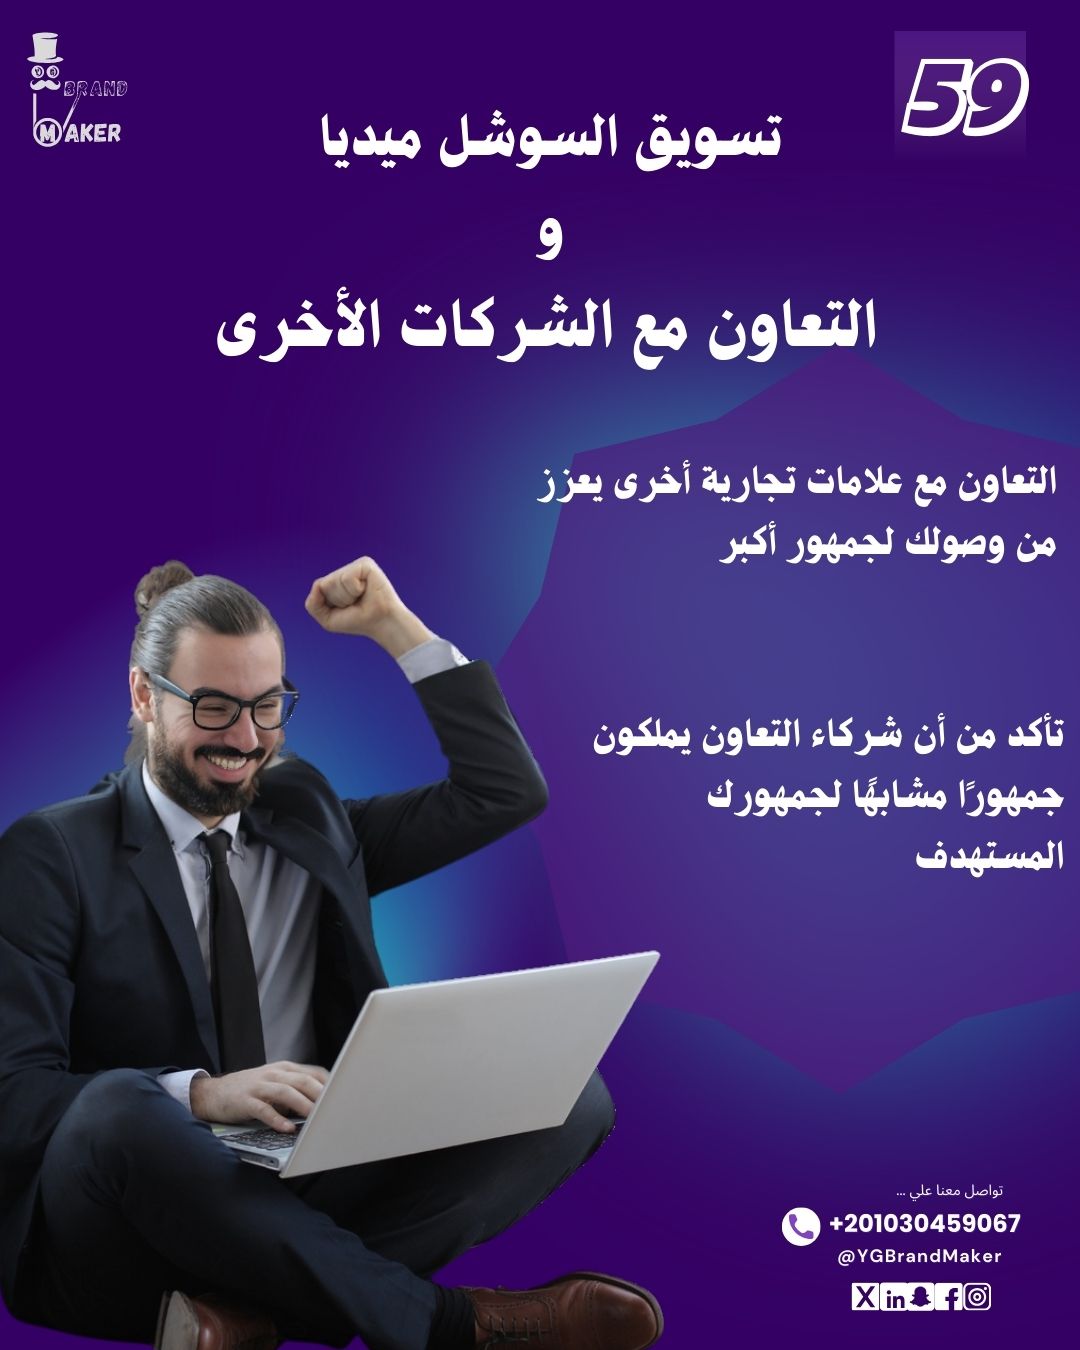 BRAND
MAKER
59
تسويق السوشل ميديا
و
التعاون مع الشركات الأخرى
التعاون مع علامات تجارية أخرى يعزز
من وصولك لجمهور أكبر
تأكد من أن شركاء التعاون يملكون
جمهورًا مشابهًا لجمهورك
المستهدف
تواصل معنا علي ...
+201030459067
@YGBrandMaker